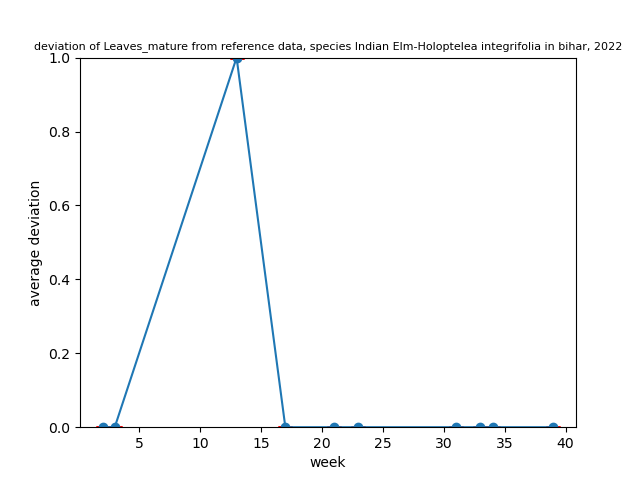 deviation of Leaves_mature from reference data, species Indian Elm-Holoptelea integrifolia in bihar, 2022
1.0
0.8
0.6
0.4
0.2
0.0
average deviation
5 10 15 20 25 30 35 40
week